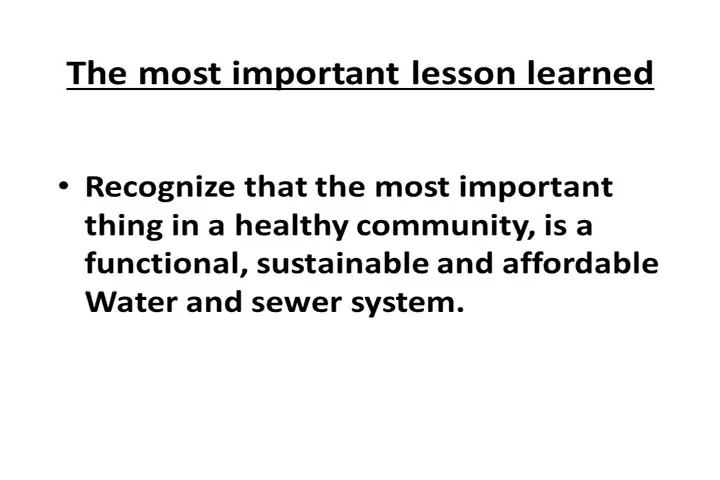 The most important lesson learned
• Recognize that the most important
thing in a healthy community, is a
functional, sustainable and affordable
Water and sewer system.